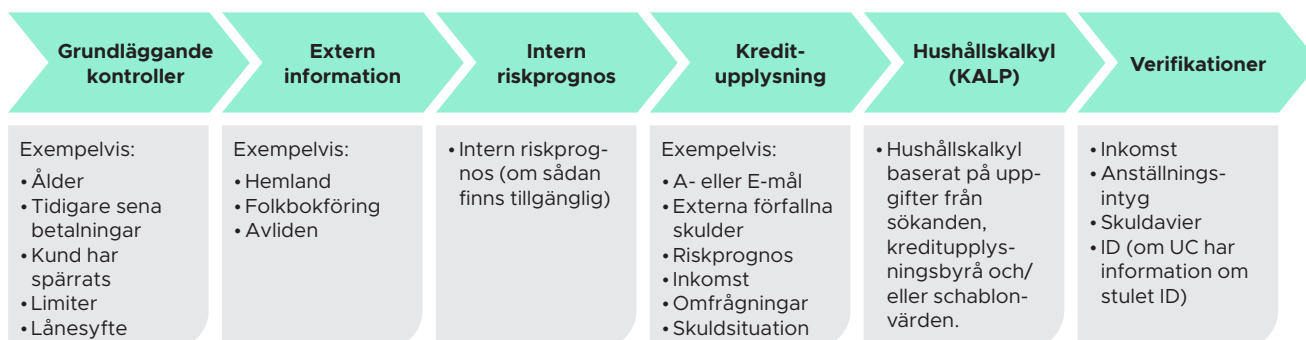 Grundläggande
kontroller
Extern
information
Intern
riskprognos
Kredit-
upplysning
Hushållskalkyl
(KALP)
Verifikationer
Exempelvis:
• Ålder
• Tidigare sena
betalningar
• Kund har
spärrats
• Limiter
• Lånesyfte
Exempelvis:
• Hemland
• Folkbokföring
• Avliden
• Intern riskprog-
nos (om sådan
finns tillgänglig)
Exempelvis:
• A- eller E-mål
• Externa förfallna
skulder
• Riskprognos
• Inkomst
• Omfrågningar
• Skuldsituation
• Hushållskalkyl
baserat på upp-
gifter från
sökanden,
kreditupplys-
ningsbyrå och/
eller schablon-
värden.
• Inkomst
• Anställnings-
intyg
• Skuldavier
• ID (om UC har
information om
stulet ID)